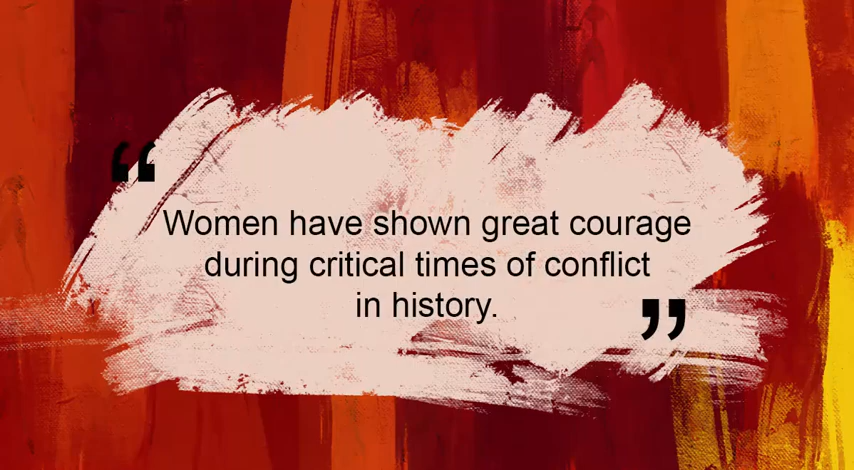 “
Women have shown great courage
during critical times of conflict
in history.
”